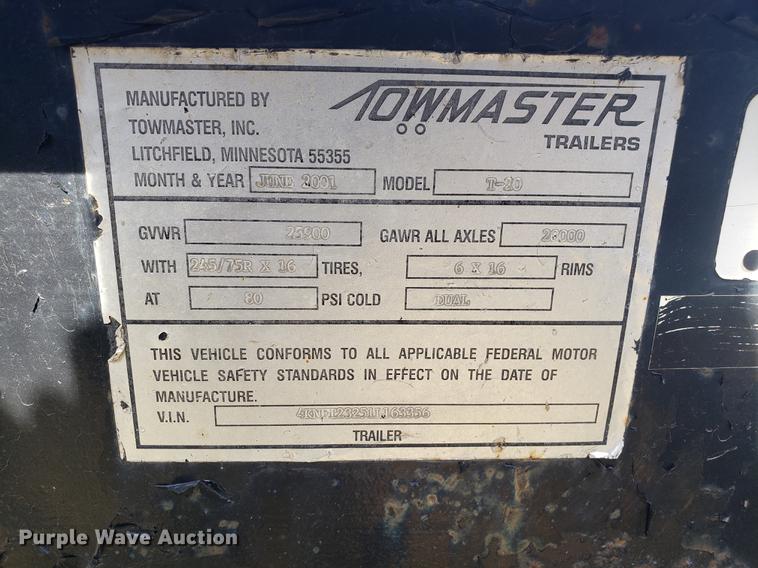 TOWMASTER
TRAILERS
MANUFACTURED BY
TOWMASTER, INC.
LITCHFIELD, MINNESOTA 55355
MONTH & YEAR JUNE 2001 MODEL T-20
GVWR 25900 GAWR ALL AXLES 20000
WITH 245/75R X 16 TIRES, 6 X 16 RIMS
AT 80 PSI COLD DUAL
THIS VEHICLE CONFORMS TO ALL APPLICABLE FEDERAL MOTOR
VEHICLE SAFETY STANDARDS IN EFFECT ON THE DATE OF
MANUFACTURE.
V.I.N.
TRAILER
Purple Wave Auction